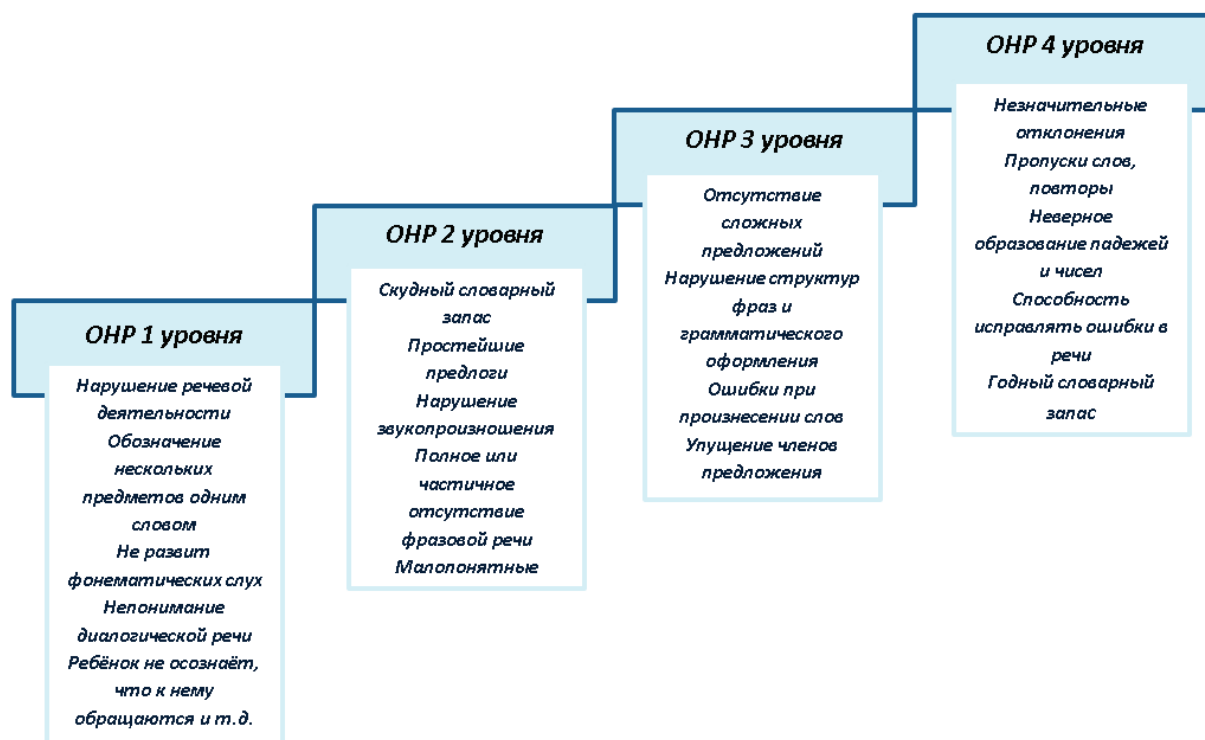 ОНР 1 уровня
Нарушение речевой
деятельности
Обозначение
нескольких
предметов одним
словом
Не развит
фонематических слух
Непонимание
диалогической речи
Ребёнок не осознаёт,
что к нему
обращаются и т.д.
ОНР 2 уровня
Скудный словарный
запас
Простейшие
предлоги
Нарушение
звукопроизношения
Полное или
частичное
отсутствие
фразовой речи
Малопонятные
ОНР 3 уровня
Отсутствие
сложных
предложений
Нарушение структур
фраз и
грамматического
оформления
Ошибки при
произнесении слов
Упущение членов
предложения
ОНР 4 уровня
Незначительные
отклонения
Пропуски слов,
повторы
Неверное
образование падежей
и чисел
Способность
исправлять ошибки в
речи
Годный словарный
запас